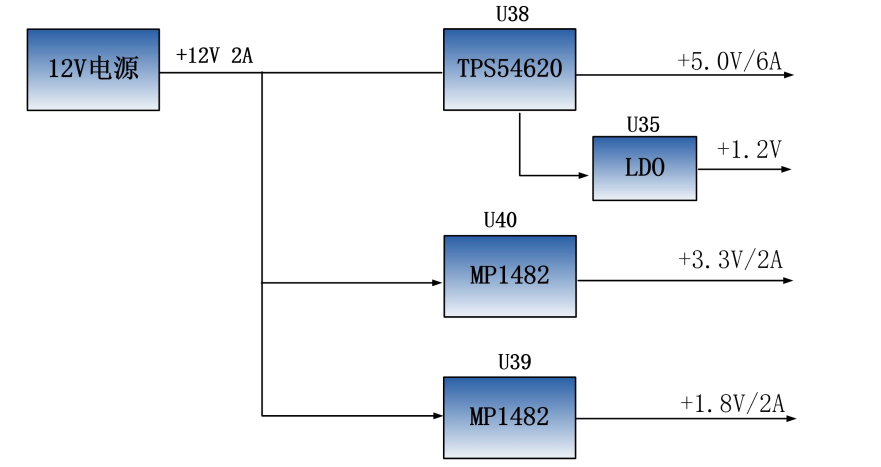 U38
12V电源
+12V 2A
TPS54620
+5.0V/6A
U35
LDO
+1.2V
U40
MP1482
+3.3V/2A
U39
MP1482
+1.8V/2A